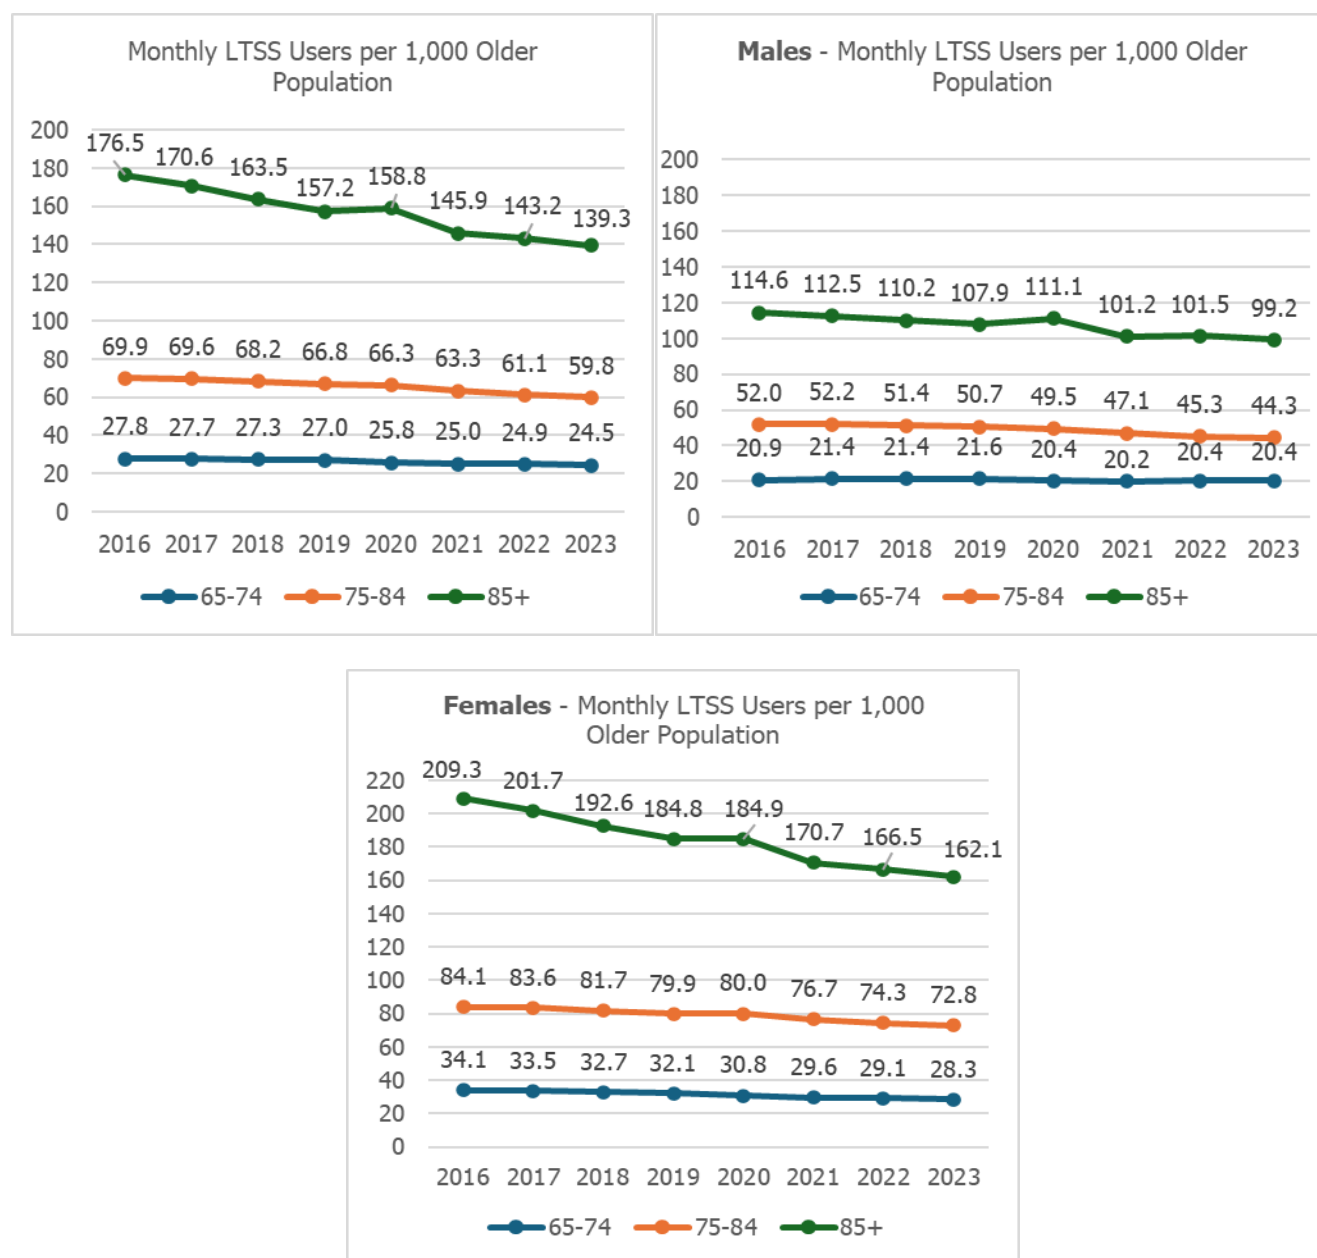 Monthly LTSS Users per 1,000 Older
Population
200
180
160
140
120
100
80
60
40
20
0
176.5 170.6 163.5 157.2 158.8 145.9 143.2 139.3
69.9 69.6 68.2 66.8 66.3 63.3 61.1 59.8
27.8 27.7 27.3 27.0 25.8 25.0 24.9 24.5
2016 2017 2018 2019 2020 2021 2022 2023
65-74 75-84 85+
Males - Monthly LTSS Users per 1,000 Older
Population
200
180
160
140
120
100
80
60
40
20
0
114.6 112.5 110.2 107.9 111.1 101.2 101.5 99.2
52.0 52.2 51.4 50.7 49.5 47.1 45.3 44.3
20.9 21.4 21.4 21.6 20.4 20.2 20.4 20.4
2016 2017 2018 2019 2020 2021 2022 2023
65-74 75-84 85+
Females - Monthly LTSS Users per 1,000
Older Population
220
200
180
160
140
120
100
80
60
40
20
0
209.3 201.7 192.6 184.8 184.9 170.7 166.5 162.1
84.1 83.6 81.7 79.9 80.0 76.7 74.3 72.8
34.1 33.5 32.7 32.1 30.8 29.6 29.1 28.3
2016 2017 2018 2019 2020 2021 2022 2023
65-74 75-84 85+